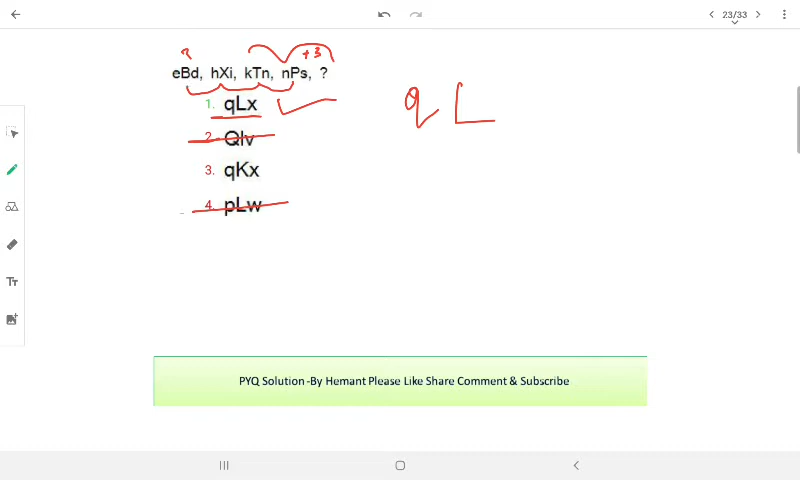 23/33
+3
eBd, hXi, kTn, nPs, ?
1. qLx
q L
2. Qlv
3. qKx
4. pLw
Tт
PYQ Solution -By Hemant Please Like Share Comment & Subscribe